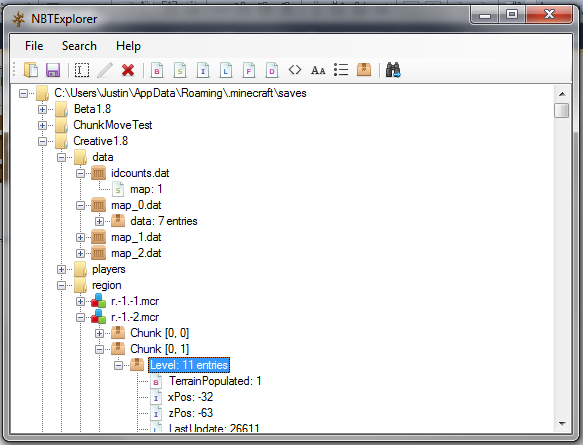 NBTExplorer
File Search Help
B S I L F D <> AA
C:\Users\Justin\AppData\Roaming\.minecraft\saves
Beta1.8
ChunkMoveTest
Creative1.8
data
idcounts.dat
S map: 1
map_0.dat
data: 7 entries
map_1.dat
map_2.dat
players
region
r.-1.-1.mcr
r.-1.-2.mcr
Chunk [0, 0]
Chunk [0, 1]
Level: 11 entries
B TerrainPopulated: 1
I xPos: -32
I zPos: -63
LastUpdate: 26611